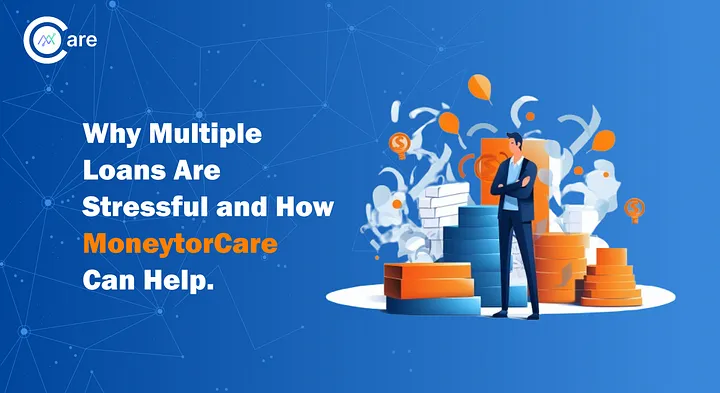 Care
Why Multiple
Loans Are
Stressful and How
MoneytorCare
Can Help.